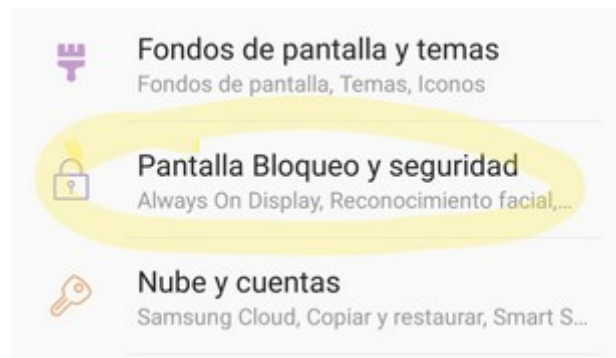 Fondos de pantalla y temas
Fondos de pantalla, Temas, Iconos
Pantalla Bloqueo y seguridad
Always On Display, Reconocimiento facial,...
Nube y cuentas
Samsung Cloud, Copiar y restaurar, Smart S...